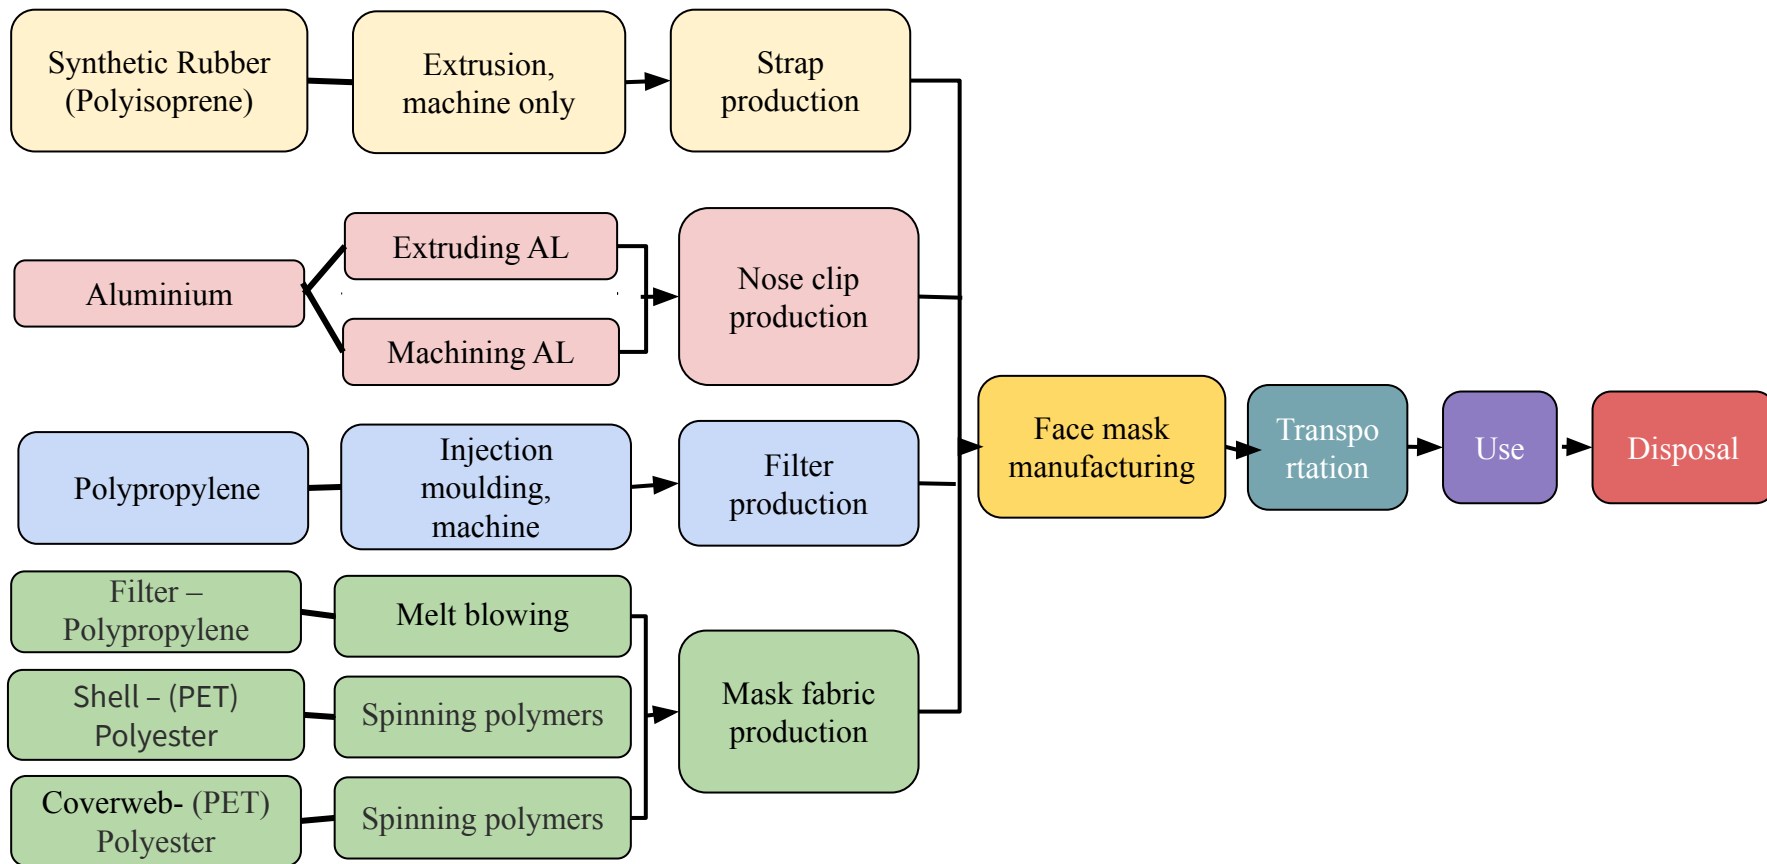 Synthetic Rubber
(Polyisoprene)
Extrusion,
machine only
Strap
production
Aluminium
Extruding AL
Machining AL
Nose clip
production
Polypropylene
Injection
moulding,
machine
Filter
production
Filter –
Polypropylene
Melt blowing
Shell – (PET)
Polyester
Spinning polymers
Coverweb- (PET)
Polyester
Spinning polymers
Mask fabric
production
Face mask
manufacturing
Transpo
rtation
Use
Disposal